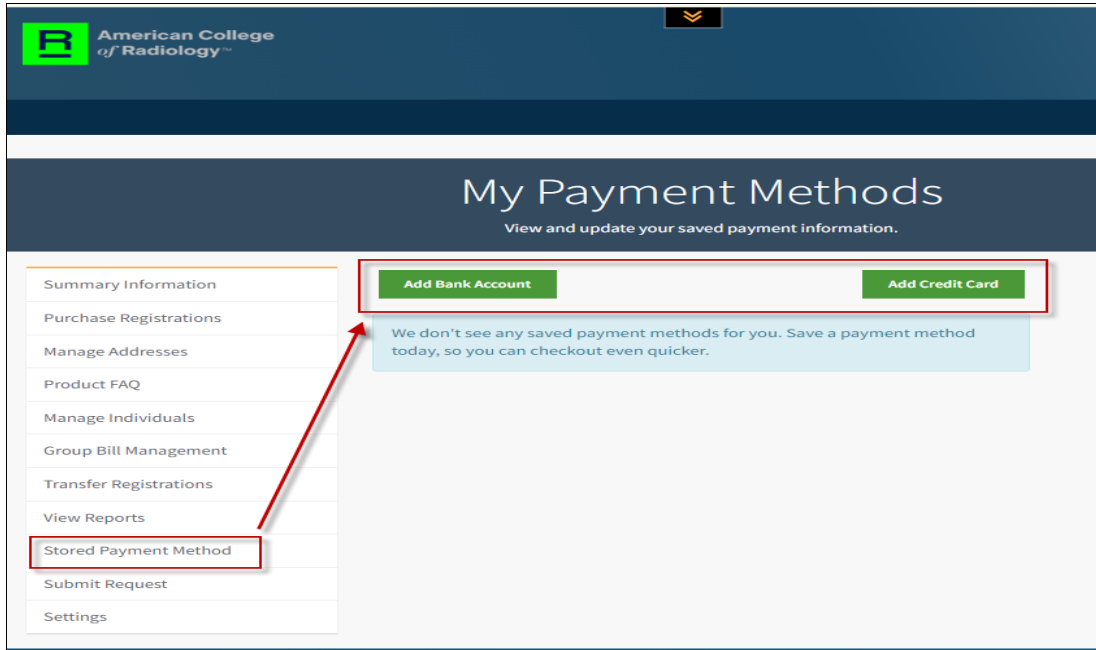 R
American College
of Radiology™
My Payment Methods
View and update your saved payment information.
Summary Information
Purchase Registrations
Manage Addresses
Product FAQ
Manage Individuals
Group Bill Management
Transfer Registrations
View Reports
Stored Payment Method
Submit Request
Settings
Add Bank Account
Add Credit Card
We don't see any saved payment methods for you. Save a payment method
today, so you can checkout even quicker.